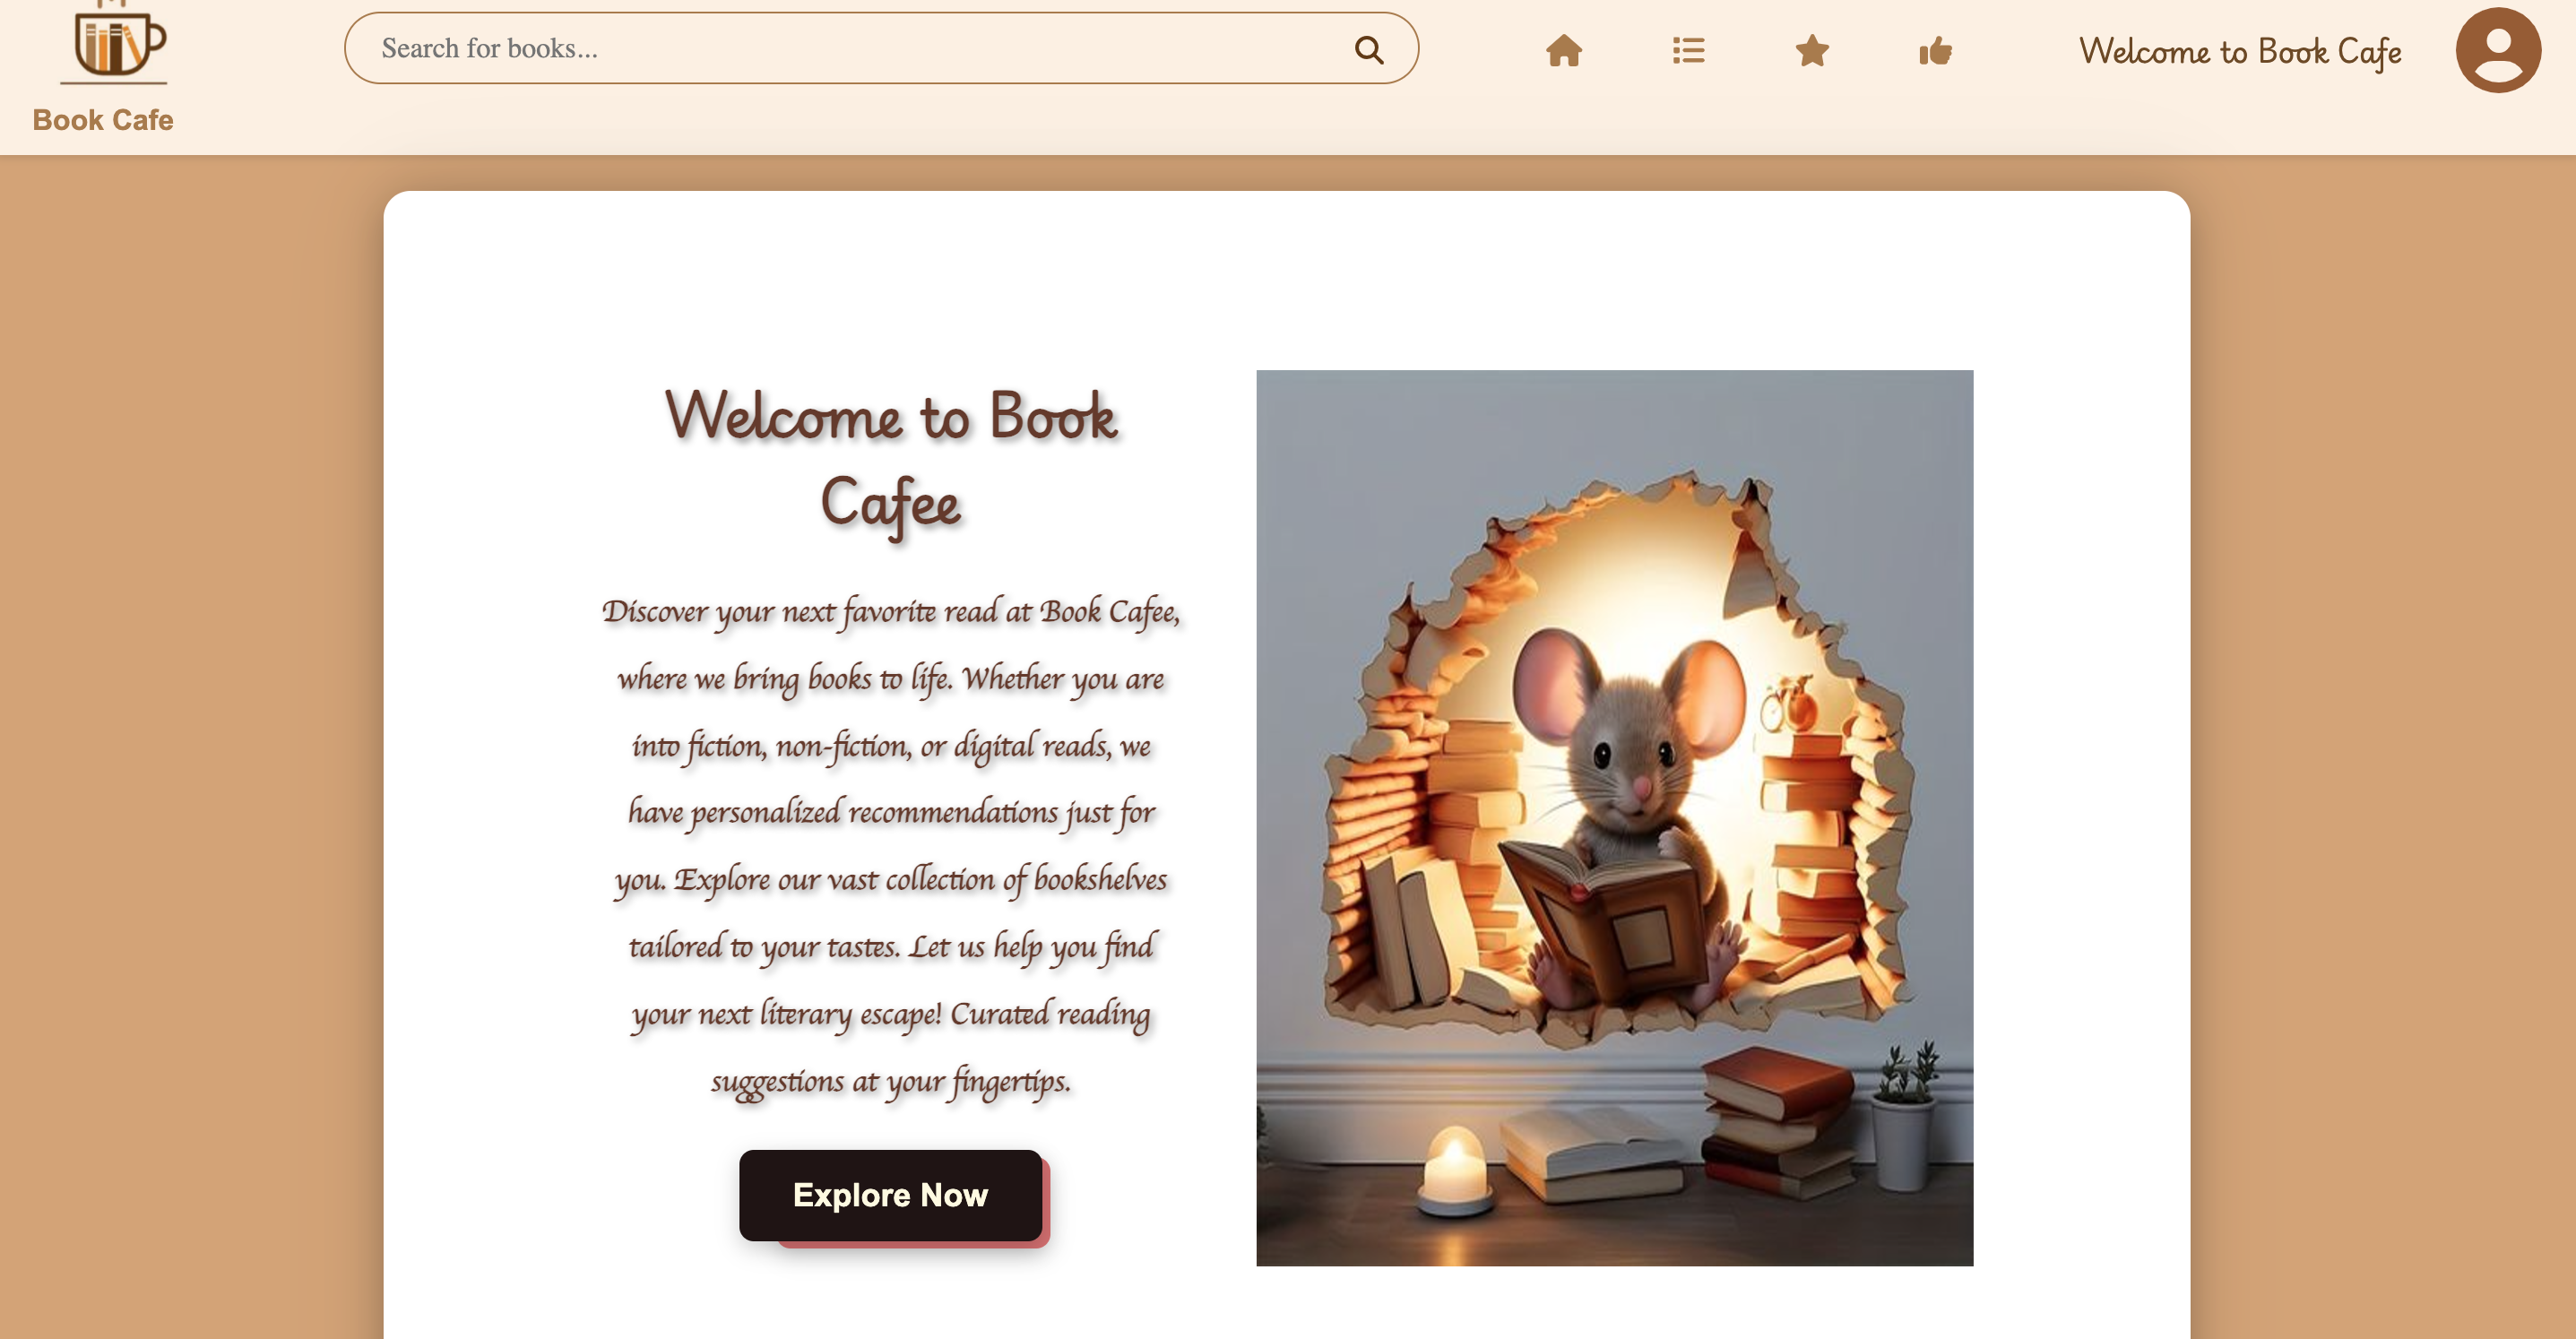 Book Cafe
Search for books...
Welcome to Book Cafe
Welcome to Book
Cafee
Discover your next favorite read at Book Cafee,
where we bring books to life. Whether you are
into fiction, non-fiction, or digital reads, we
have personalized recommendations just for
you. Explore our vast collection of bookshelves
tailored to your tastes. Let us help you find
your next literary escape! Curated reading
suggestions at your fingertips.
Explore Now